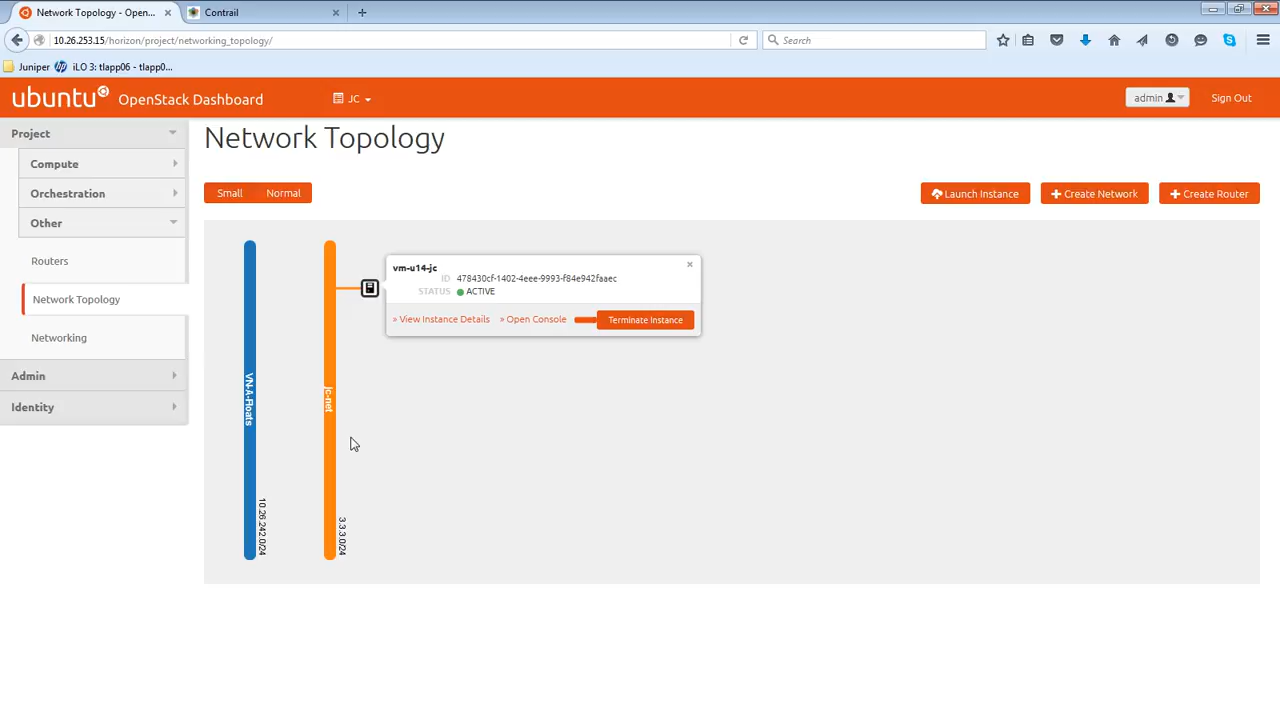 Network Topology - Open...
Contrail
10.26.253.15/horizon/project/networking_topology/
Search
Juniper
iLO 3: tlapp06 - tlapp0...
ubuntu
OpenStack Dashboard
JC
admin
Sign Out
Project
Compute
Orchestration
Other
Routers
Network Topology
Networking
Admin
Identity
Network Topology
Small
Normal
Launch Instance
Create Network
Create Router
VN-A-Floats
10.26.242.0/24
jc-net
3.3.3.0/24
vm-u14-jc
ID 478430cf-1402-4eee-9993-f84e942faaec
STATUS ACTIVE
» View Instance Details » Open Console Terminate Instance